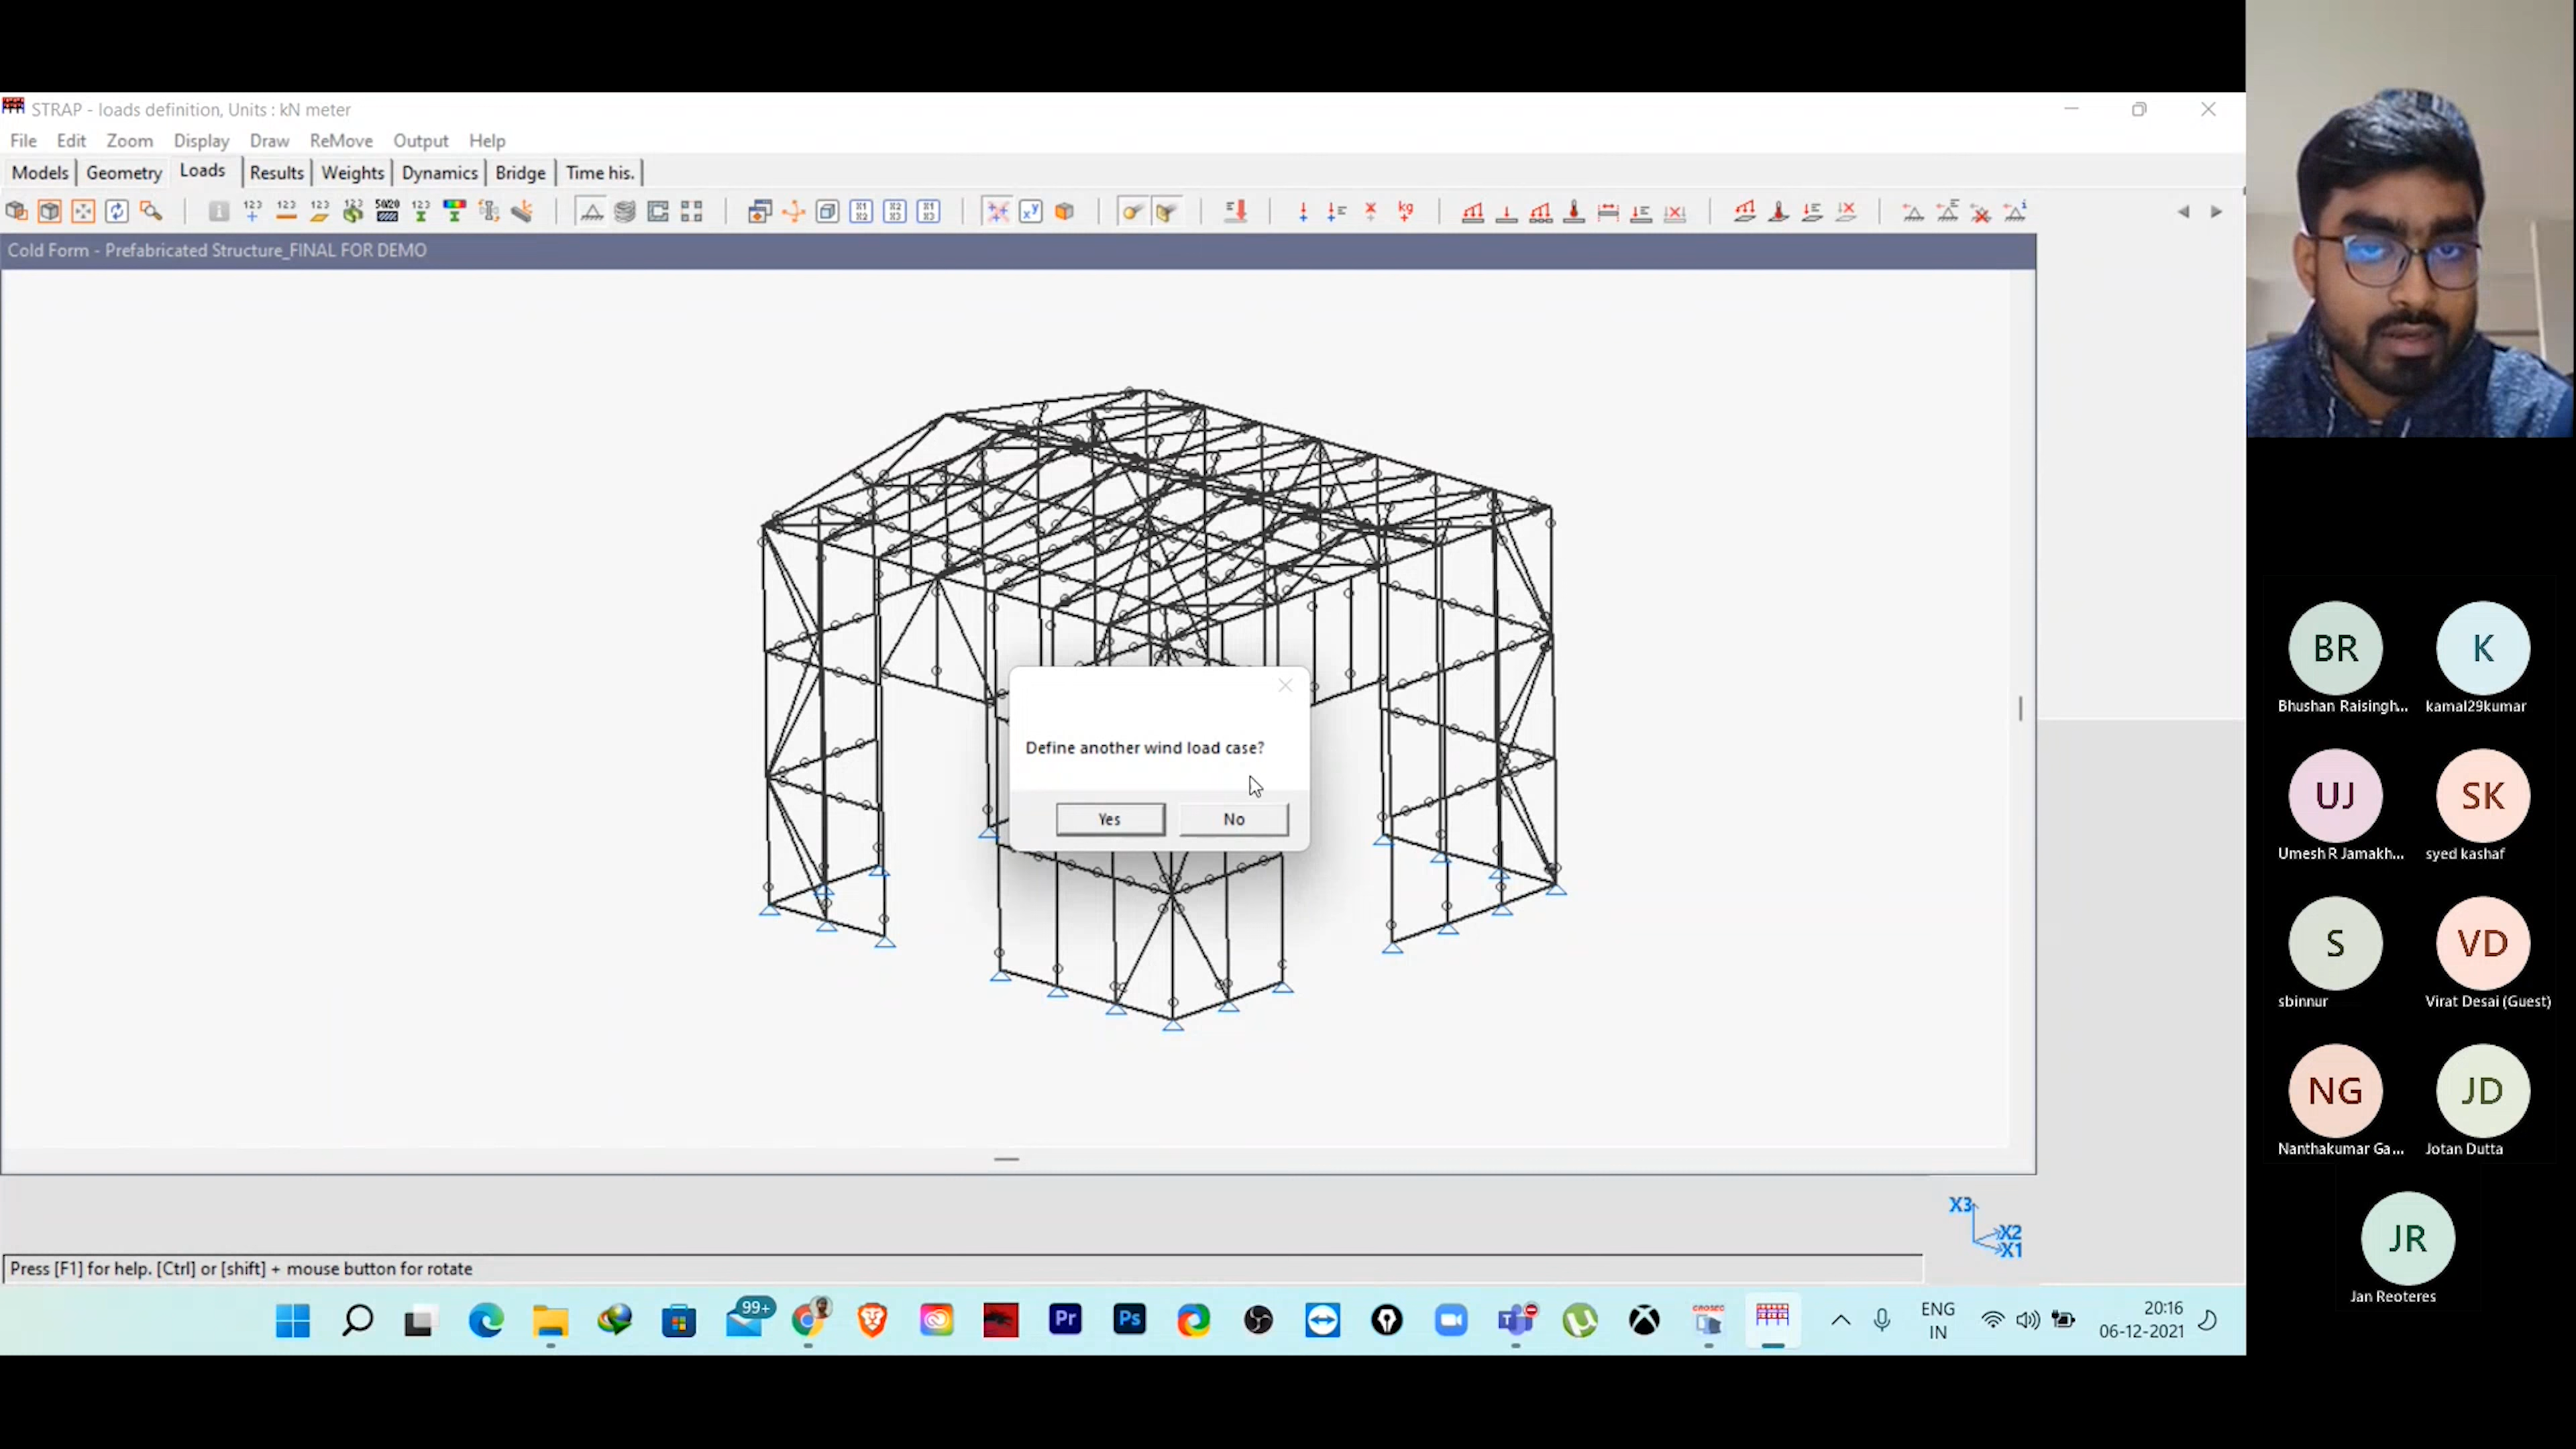 STRAP - loads definition, Units : kN meter
File Edit Zoom Display Draw ReMove Output Help
Models Geometry Loads Results Weights Dynamics Bridge Time his.
Cold Form - Prefabricated Structure_FINAL FOR DEMO
Define another wind load case?
Yes No
X3
X2
X1
Press [F1] for help. [Ctrl] or [shift] + mouse button for rotate
99+
Pr
Ps
CROSEC
ENG
IN
20:16
06-12-2021
BR
Bhushan Raisingh...
K
kamal29kumar
UJ
Umesh R Jamakh...
SK
syed kashaf
S
sbinnur
VD
Virat Desai (Guest)
NG
Nanthakumar Ga...
JD
Jotan Dutta
JR
Jan Reoteres